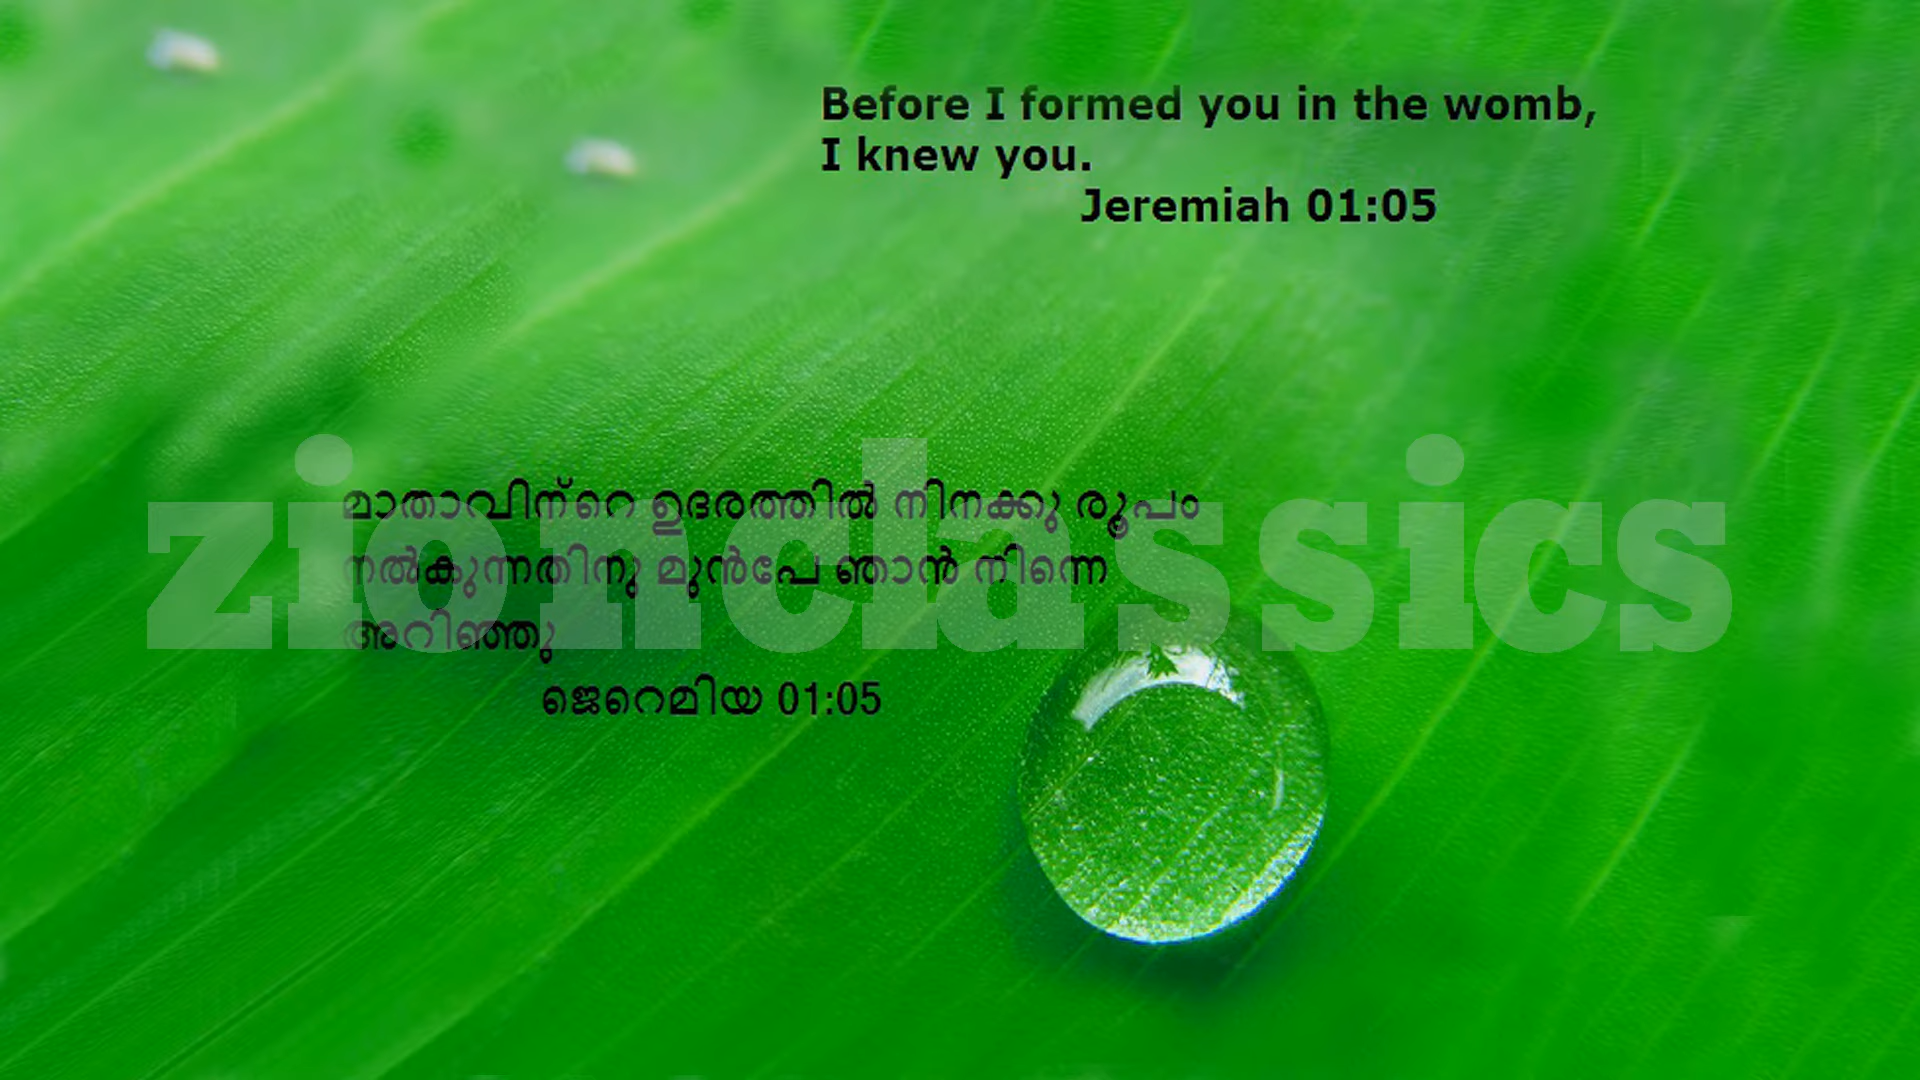 Before I formed you in the womb,
I knew you.
Jeremiah 01:05
zionclassics
മാതാവിന്റെ ഉദരത്തിൽ നിനക്കു രൂപം
നൽകുന്നതിനു മുൻപേ ഞാൻ നിന്നെ
അറിഞ്ഞു
ജെറെമിയ 01:05